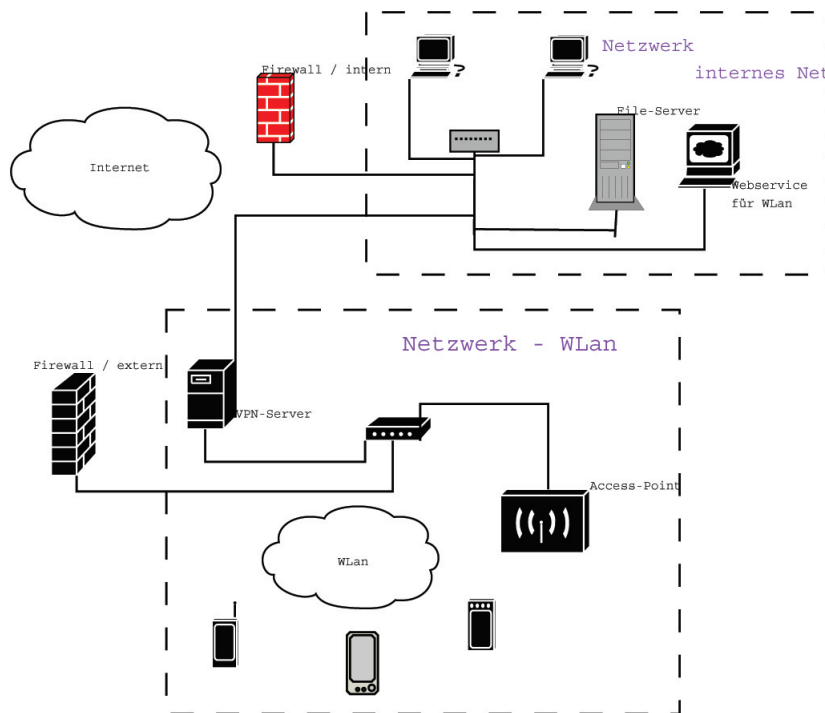 Netzwerk
internes Net
Firewall / intern
File-Server
Internet
Webservice
für WLan
Netzwerk - WLan
Firewall / extern
VPN-Server
Access-Point
WLan